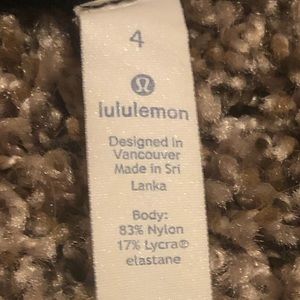 4
lululemon
Designed in
Vancouver
Made in Sri
Lanka
Body:
83% Nylon
17% Lycra®
elastane